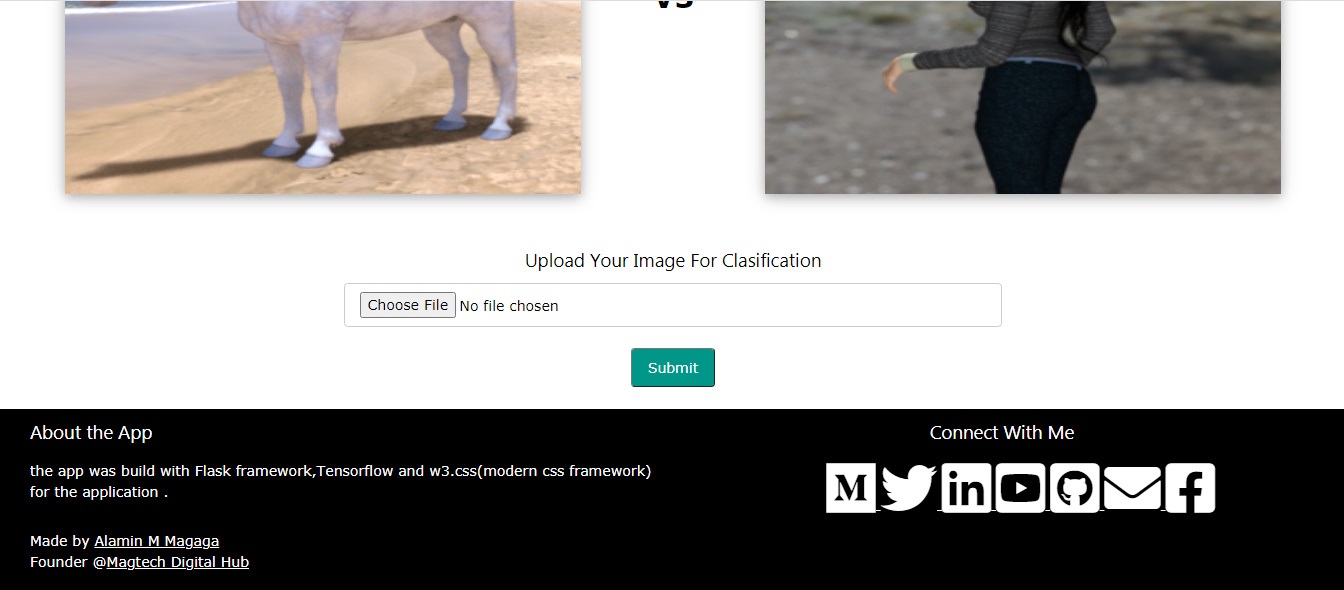 vs
Upload Your Image For Clasification
Choose File No file chosen
Submit
About the App
the app was build with Flask framework,Tensorflow and w3.css(modern css framework)
for the application .
Made by Alamin M Magaga
Founder @Magtech Digital Hub
Connect With Me
M in